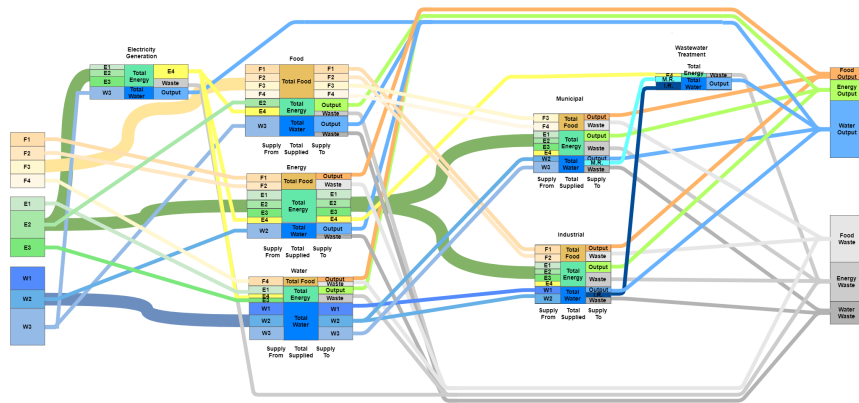 Electricity
Generation
E1
E2
E3
W3
Total
Energy
Total
Water
E4
Waste
Output
Food
F1
F2
F3
F4
E2
E4
W3
Total Food
Total
Energy
Total
Water
F1
F2
F3
F4
Output
Waste
Output
Waste
Supply
From
Total
Supplied
Supply
To
Energy
F1
F2
E1
E2
E3
E4
W2
Total Food
Total
Energy
Total
Water
Output
Waste
E1
E2
E3
E4
Output
Waste
Supply
From
Total
Supplied
Supply
To
Water
F4
E1
E4
E3
W1
W2
W3
Total Food
Total
Energy
Total
Water
Output
Waste
Output
Waste
W1
W2
W3
Supply
From
Total
Supplied
Supply
To
F1
F2
F3
F4
E1
E2
E3
W1
W2
W3
Municipal
F3
F4
E1
E2
E3
E4
W2
W3
Total
Food
Total
Energy
Total
Water
Output
Waste
Output
Waste
Output
M.R.
Waste
Supply
From
Total
Supplied
Supply
To
Industrial
F1
F2
E1
E2
E3
E4
W1
W2
Total
Food
Total
Energy
Total
Water
Output
Waste
Output
Waste
Output
I.R.
Waste
Supply
From
Total
Supplied
Supply
To
Wastewater
Treatment
E4
M.R.
I.R.
Total
Energy
Total
Water
Waste
Output
Food
Output
Energy
Output
Water
Output
Food
Waste
Energy
Waste
Water
Waste